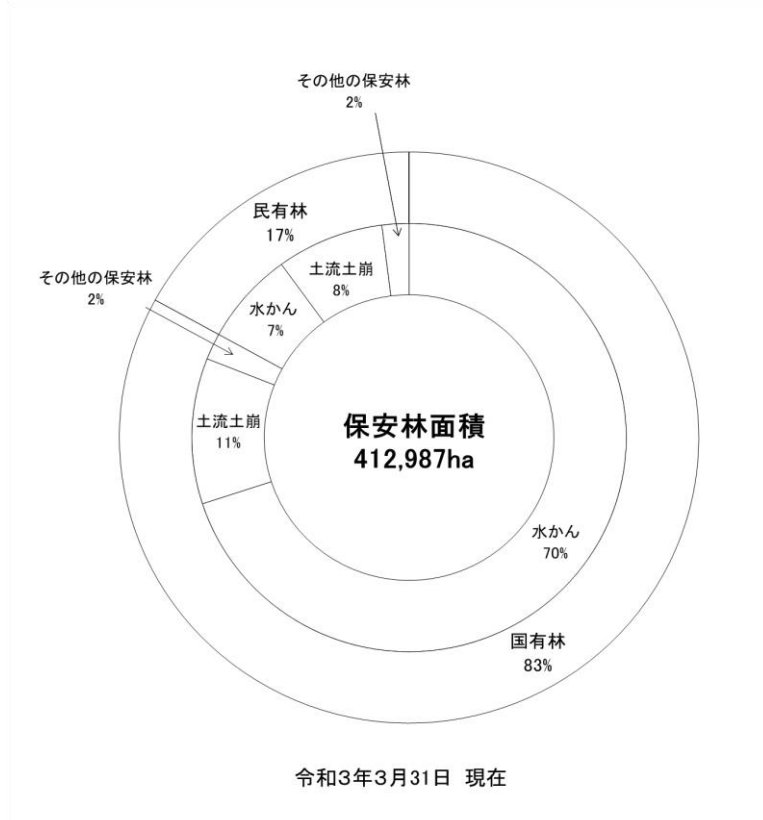 その他の保安林
2%
民有林
17%
土流土崩
8%
その他の保安林
2%
水かん
7%
土流土崩
11%
保安林面積
412,987ha
水かん
70%
国有林
83%
令和3年3月31日 現在